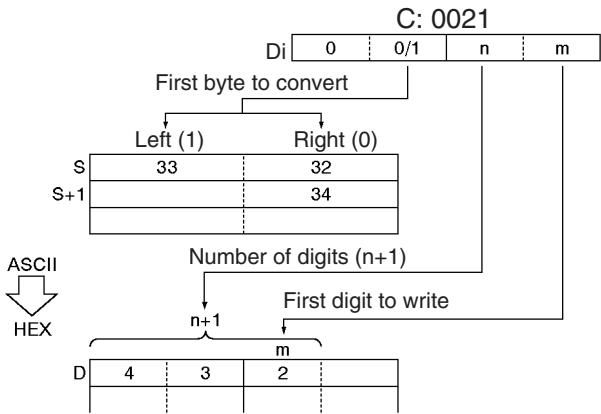 C: 0021
Di 0 0/1 n m
First byte to convert
Left (1) Right (0)
S 33 32
S+1 34
Number of digits (n+1)
ASCII
First digit to write
HEX
n+1
m
D 4 3 2